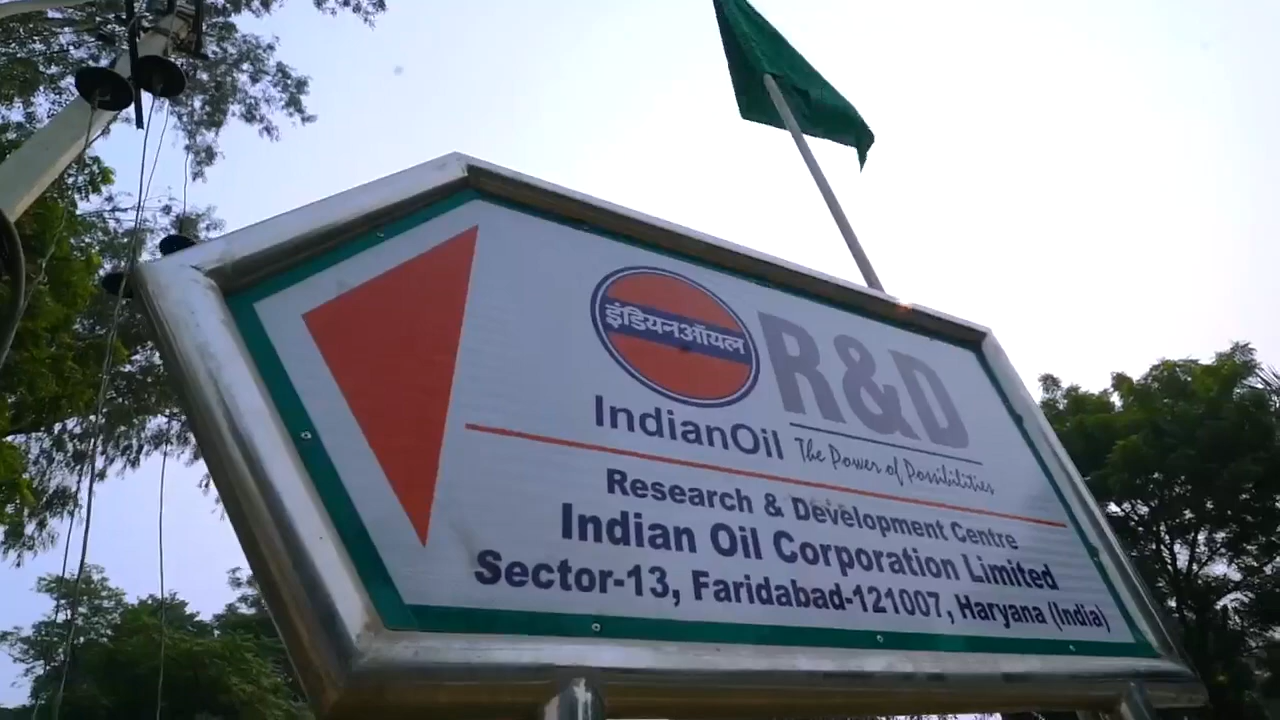 इंडियनऑयल
R&D
IndianOil
The Power of Possibilities
Research & Development Centre
Indian Oil Corporation Limited
Sector-13, Faridabad-121007, Haryana (India)